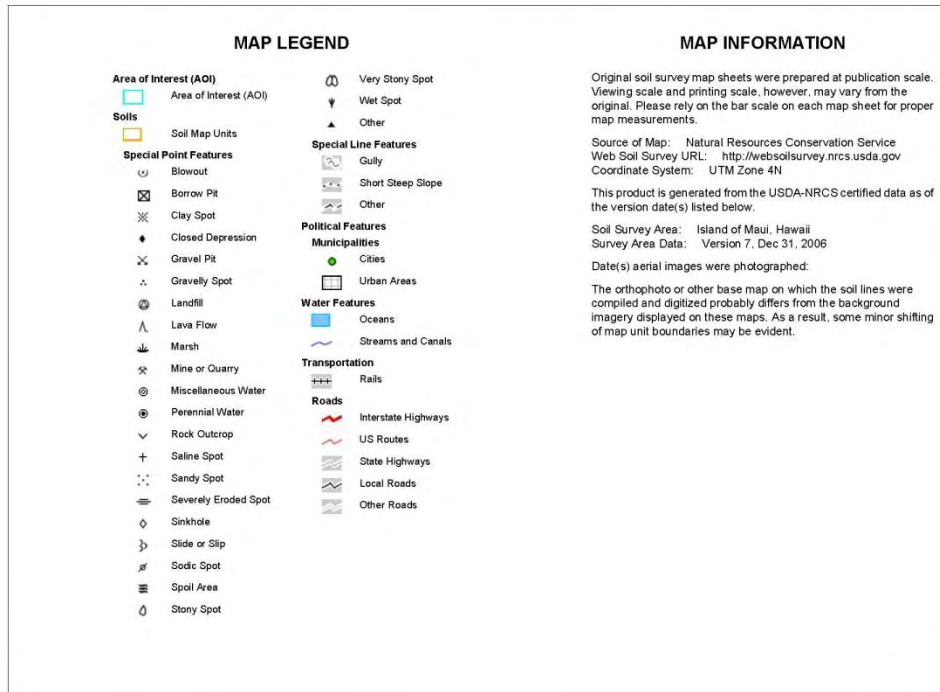 MAP LEGEND
Area of Interest (AOI)
Area of Interest (AOI)
Soils
Soil Map Units
Special Point Features
Blowout
Borrow Pit
Clay Spot
Closed Depression
Gravel Pit
Gravelly Spot
Landfill
Lava Flow
Marsh
Mine or Quarry
Miscellaneous Water
Perennial Water
Rock Outcrop
Saline Spot
Sandy Spot
Severely Eroded Spot
Sinkhole
Slide or Slip
Sodic Spot
Spoil Area
Stony Spot
Very Stony Spot
Wet Spot
Other
Special Line Features
Gully
Short Steep Slope
Other
Political Features
Municipalities
Cities
Urban Areas
Water Features
Oceans
Streams and Canals
Transportation
Rails
Roads
Interstate Highways
US Routes
State Highways
Local Roads
Other Roads
MAP INFORMATION
Original soil survey map sheets were prepared at publication scale.
Viewing scale and printing scale, however, may vary from the
original. Please rely on the bar scale on each map sheet for proper
map measurements.
Source of Map: Natural Resources Conservation Service
Web Soil Survey URL: http://websoilsurvey.nrcs.usda.gov
Coordinate System: UTM Zone 4N
This product is generated from the USDA-NRCS certified data as of
the version date(s) listed below.
Soil Survey Area: Island of Maui, Hawaii
Survey Area Data: Version 7, Dec 31, 2006
Date(s) aerial images were photographed:
The orthophoto or other base map on which the soil lines were
compiled and digitized probably differs from the background
imagery displayed on these maps. As a result, some minor shifting
of map unit boundaries may be evident.